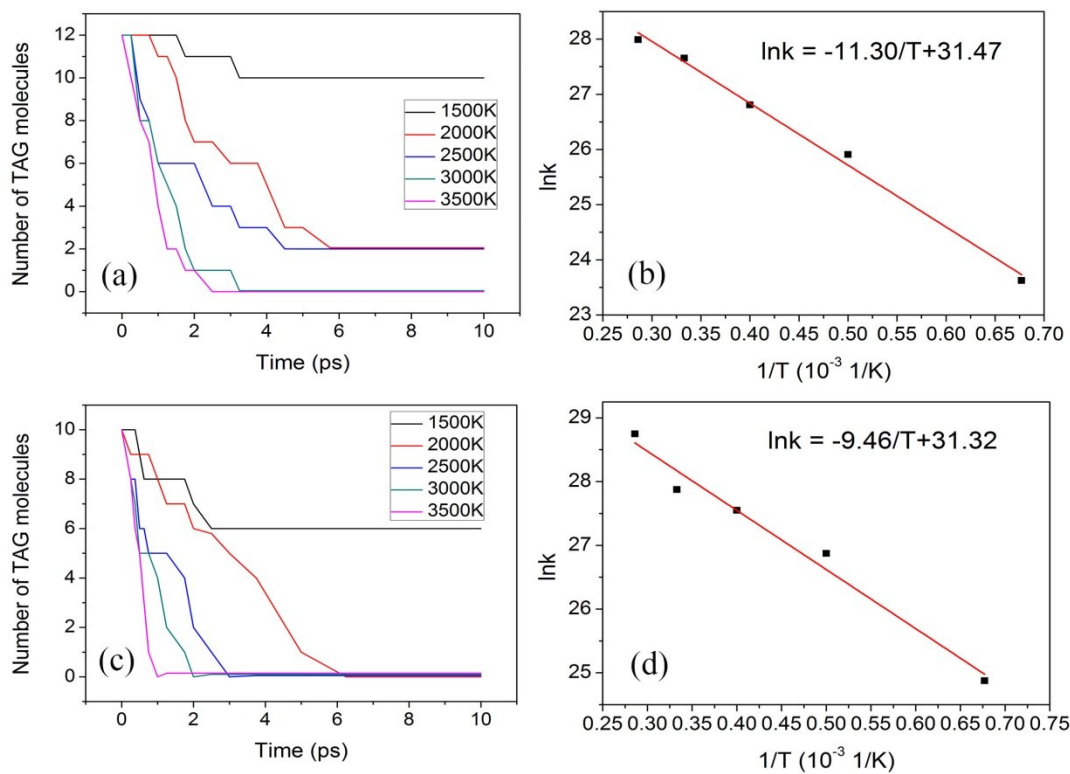 12
10
8
6
4
2
0
Number of TAG molecules
1500K
2000K
2500K
3000K
3500K
(a)
0 2 4 6 8 10
Time (ps)
28
27
26
25
24
23
lnk
lnk = -11.30/T+31.47
(b)
0.25 0.30 0.35 0.40 0.45 0.50 0.55 0.60 0.65 0.70
1/T (10⁻³ 1/K)
10
8
6
4
2
0
Number of TAG molecules
1500K
2000K
2500K
3000K
3500K
(c)
0 2 4 6 8 10
Time (ps)
29
28
27
26
25
lnk
lnk = -9.46/T+31.32
(d)
0.25 0.30 0.35 0.40 0.45 0.50 0.55 0.60 0.65 0.70 0.75
1/T (10⁻³ 1/K)